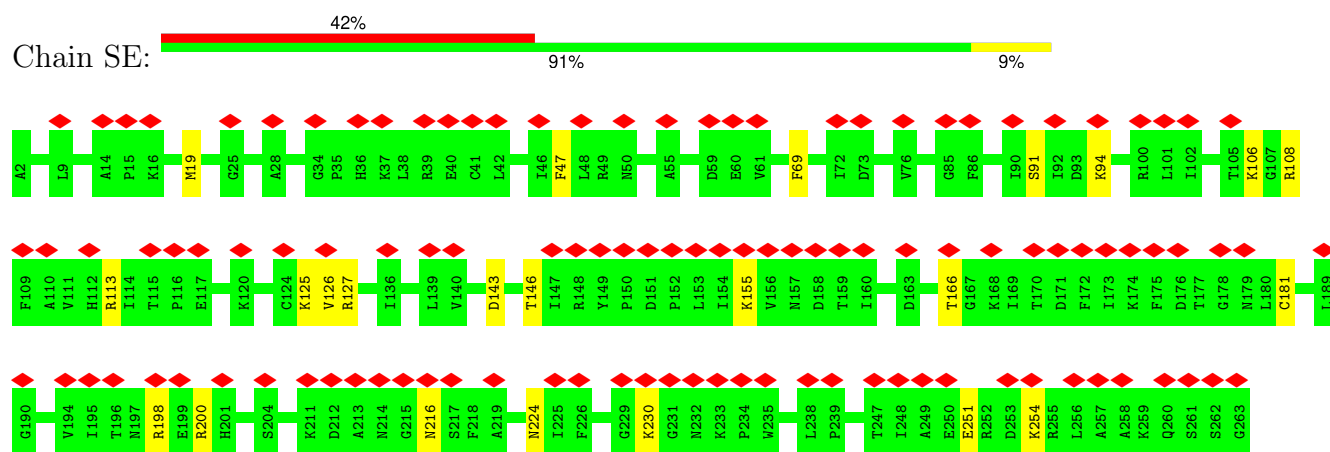 42%
Chain SE:
91%
9%
A2 L9 A14 P15 K16 M19 G25 A28 G34 P35 H36 K37 L38 R39 E40 C41 L42 I46 F47 L48 R49 N50 A55 D59 E60 V61 F69 I72 D73 V76 G85 F86 I90 S91 I92 D93 K94 R100 L101 I102 T105 K106 G107 R108
F109 A110 V111 H112 R113 I114 T115 P116 E117 K120 C124 K125 V126 R127 I136 L139 V140 D143 T146 I147 R148 Y149 P150 D151 P152 L153 I154 K155 V156 N157 D158 T159 I160 D163 T166 G167 K168 I169 T170 D171 F172 I173 K174 F175 D176 T177 G178 N179 L180 C181 L189
G190 V194 I195 T196 N197 R198 E199 R200 H201 S204 K211 D212 A213 N214 G215 N216 S217 F218 A219 N224 I225 F226 G229 K230 G231 N232 K233 P234 W235 L238 P239 T247 I248 A249 E250 E251 R252 D253 K254 R255 L256 A257 A258 K259 Q260 S261 S262 G263